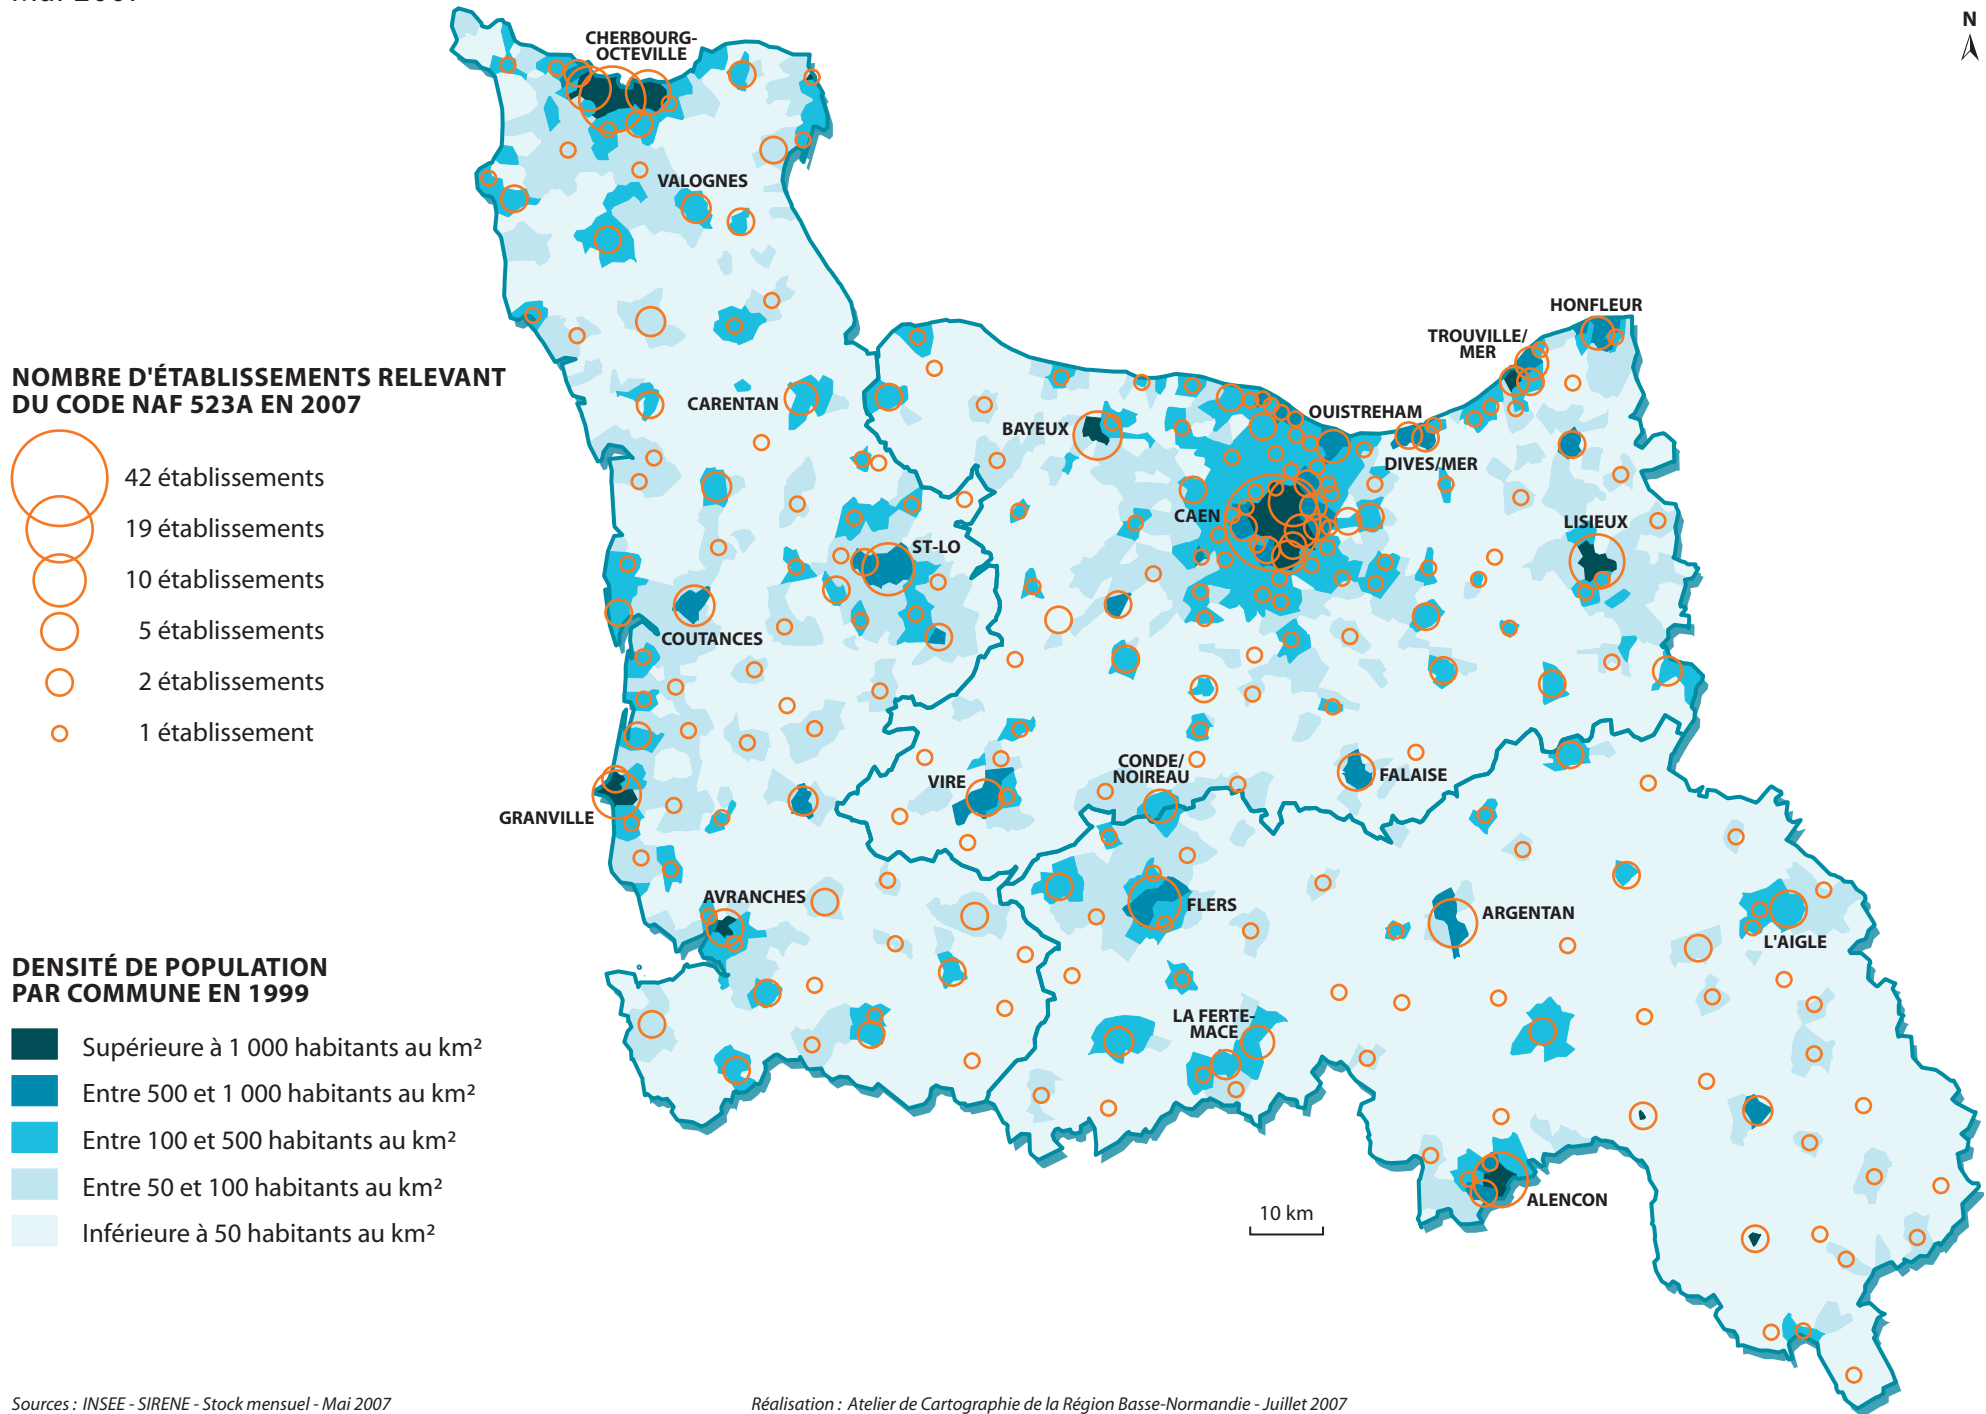 N
CHERBOURG-
OCTEVILLE
VALOGNES
HONFLEUR
TROUVILLE/
MER
NOMBRE D'ÉTABLISSEMENTS RELEVANT
DU CODE NAF 523A EN 2007
42 établissements
19 établissements
10 établissements
5 établissements
2 établissements
1 établissement
CARENTAN
BAYEUX
OUISTREHAM
DIVES/MER
CAEN
LISIEUX
ST-LO
COUTANCES
CONDE/
NOIREAU
VIRE
FALAISE
GRANVILLE
AVRANCHES
FLERS
ARGENTAN
L'AIGLE
LA FERTE-
MACE
ALENCON
DENSITÉ DE POPULATION
PAR COMMUNE EN 1999
Supérieure à 1 000 habitants au km²
Entre 500 et 1 000 habitants au km²
Entre 100 et 500 habitants au km²
Entre 50 et 100 habitants au km²
Inférieure à 50 habitants au km²
10 km
Sources : INSEE - SIRENE - Stock mensuel - Mai 2007
Réalisation : Atelier de Cartographie de la Région Basse-Normandie - Juillet 2007